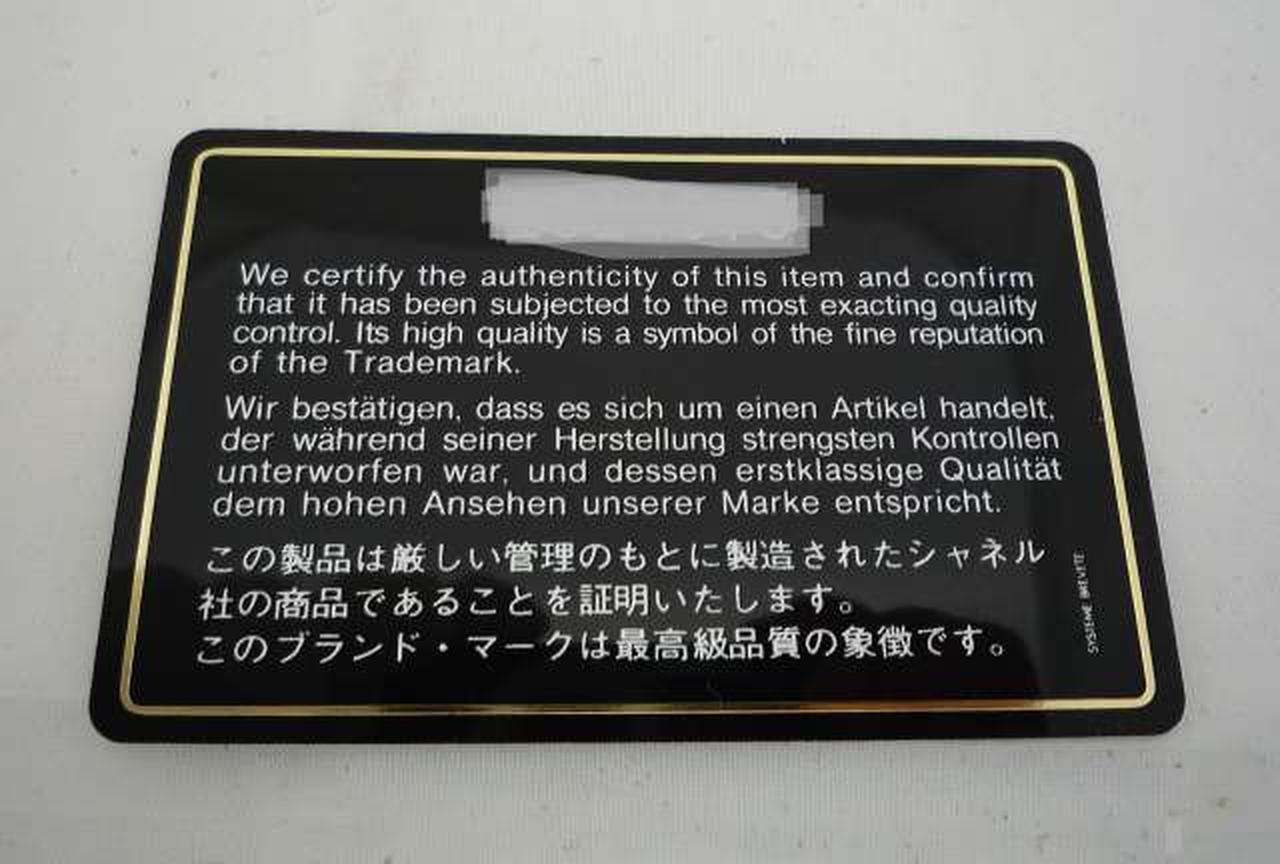 We certify the authenticity of this item and confirm
that it has been subjected to the most exacting quality
control. Its high quality is a symbol of the fine reputation
of the Trademark.
Wir bestätigen, dass es sich um einen Artikel handelt,
der während seiner Herstellung strengsten Kontrollen
unterworfen war, und dessen erstklassige Qualität
dem hohen Ansehen unserer Marke entspricht.
この製品は厳しい管理のもとに製造されたシャネル
社の商品であることを証明いたします。
このブランド・マークは最高級品質の象徴です。
SYSTEME BREVETE